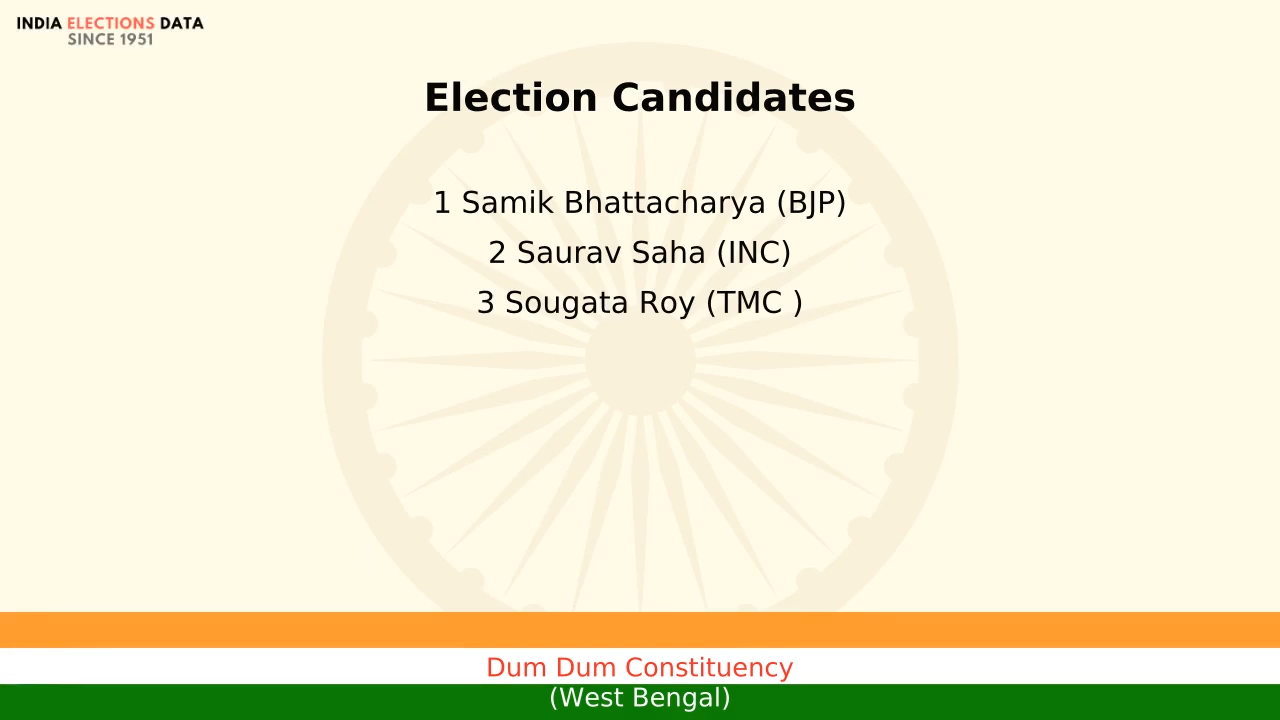 INDIA ELECTIONS DATA
SINCE 1951
Election Candidates
1 Samik Bhattacharya (BJP)
2 Saurav Saha (INC)
3 Sougata Roy (TMC )
Dum Dum Constituency
(West Bengal)